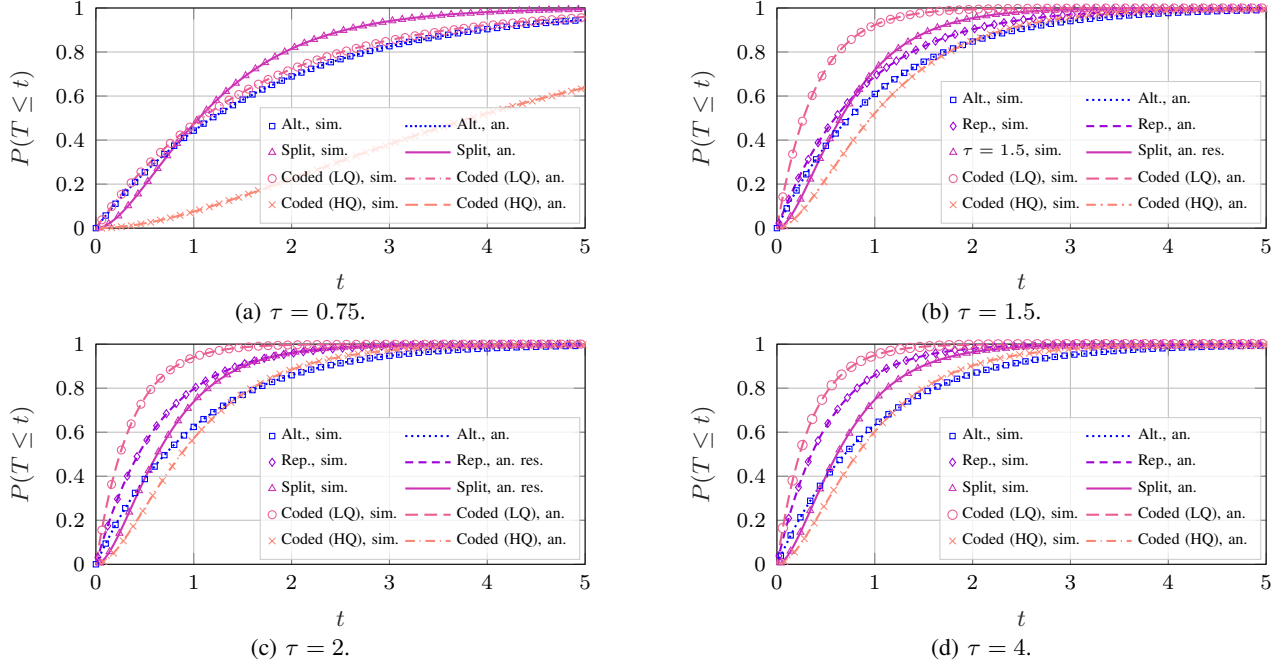 1
0.8
0.6
0.4
0.2
0
P(T ≤ t)
Alt., sim. Alt., an.
Split, sim. Split, an.
Coded (LQ), sim. Coded (LQ), an.
Coded (HQ), sim. Coded (HQ), an.
0 1 2 3 4 5
t
(a) τ = 0.75.
1
0.8
0.6
0.4
0.2
0
P(T ≤ t)
Alt., sim. Alt., an.
Rep., sim. Rep., an.
τ = 1.5, sim. Split, an. res.
Coded (LQ), sim. Coded (LQ), an.
Coded (HQ), sim. Coded (HQ), an.
0 1 2 3 4 5
t
(b) τ = 1.5.
1
0.8
0.6
0.4
0.2
0
P(T ≤ t)
Alt., sim. Alt., an.
Rep., sim. Rep., an. res.
Split, sim. Split, an. res.
Coded (LQ), sim. Coded (LQ), an.
Coded (HQ), sim. Coded (HQ), an.
0 1 2 3 4 5
t
(c) τ = 2.
1
0.8
0.6
0.4
0.2
0
P(T ≤ t)
Alt., sim. Alt., an.
Rep., sim. Rep., an.
Split, sim. Split, an.
Coded (LQ), sim. Coded (LQ), an.
Coded (HQ), sim. Coded (HQ), an.
0 1 2 3 4 5
t
(d) τ = 4.